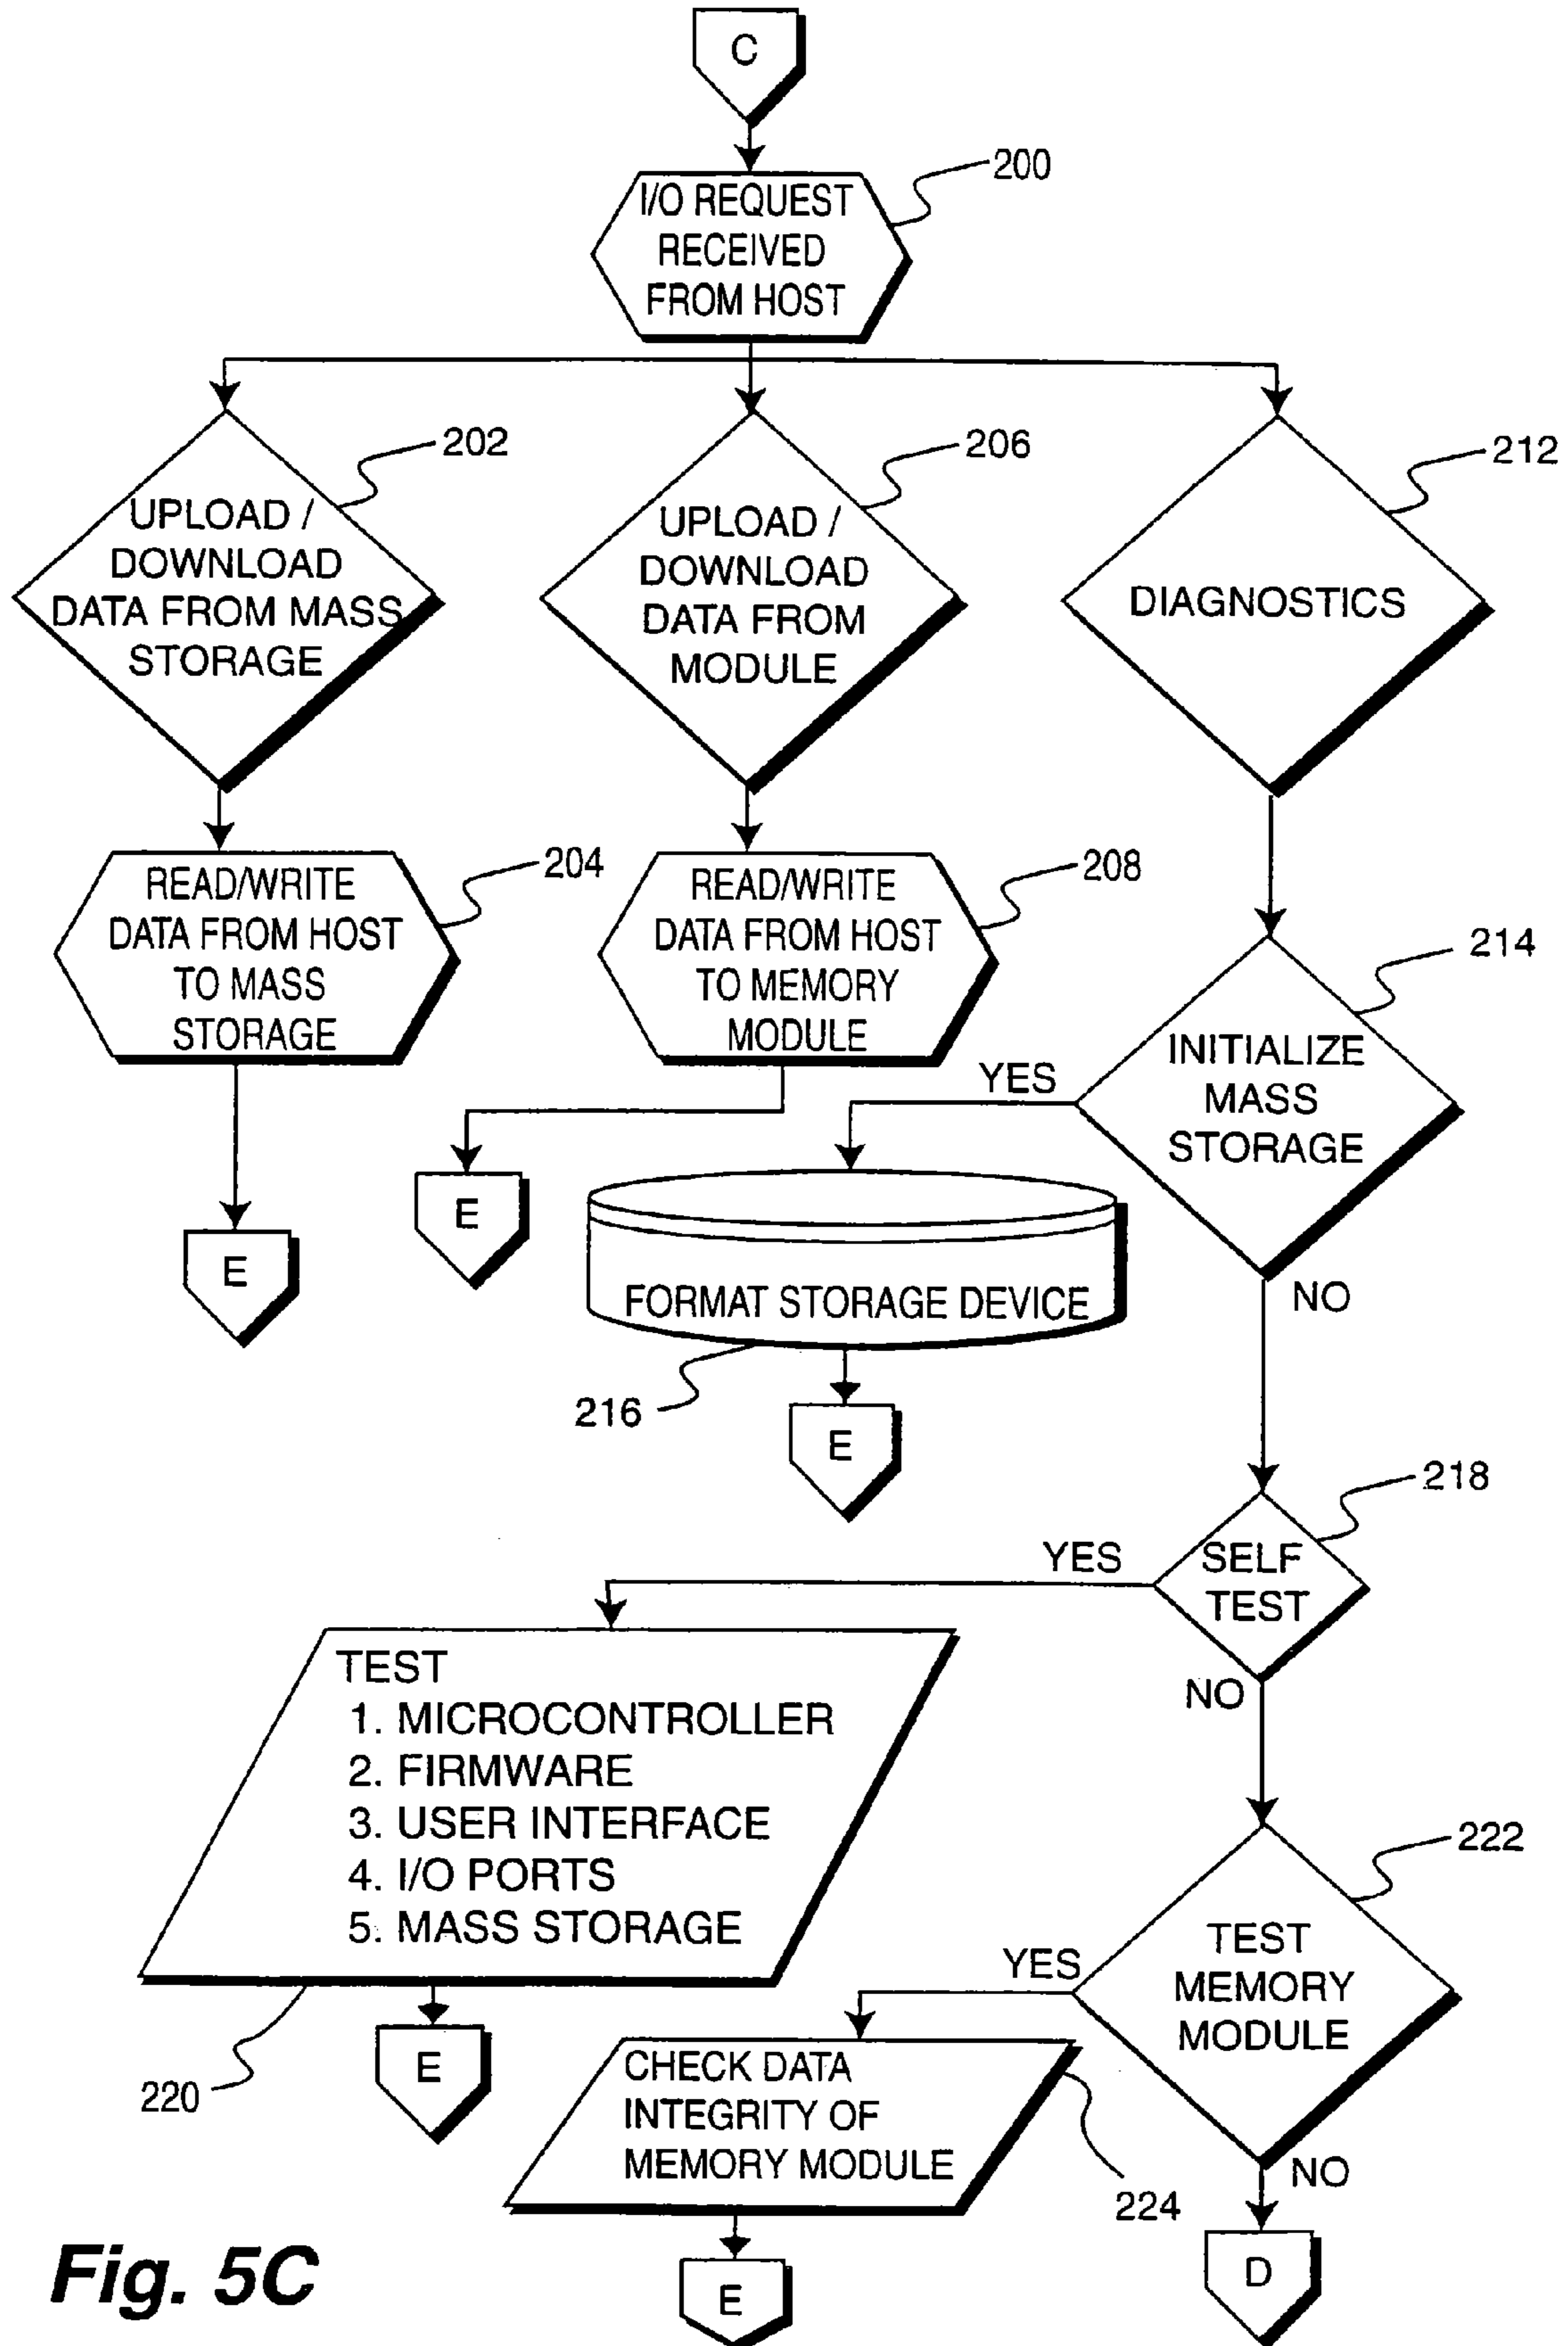 C
200
I/O REQUEST
RECEIVED
FROM HOST
202
UPLOAD /
DOWNLOAD
DATA FROM MASS
STORAGE
206
UPLOAD /
DOWNLOAD
DATA FROM
MODULE
212
DIAGNOSTICS
204
READ/WRITE
DATA FROM HOST
TO MASS
STORAGE
208
READ/WRITE
DATA FROM HOST
TO MEMORY
MODULE
214
INITIALIZE
MASS
STORAGE
YES
NO
E
E
FORMAT STORAGE DEVICE
216
E
218
SELF
TEST
YES
NO
TEST
1. MICROCONTROLLER
2. FIRMWARE
3. USER INTERFACE
4. I/O PORTS
5. MASS STORAGE
220
E
222
TEST
MEMORY
MODULE
YES
NO
CHECK DATA
INTEGRITY OF
MEMORY MODULE
224
E
D
Fig. 5C